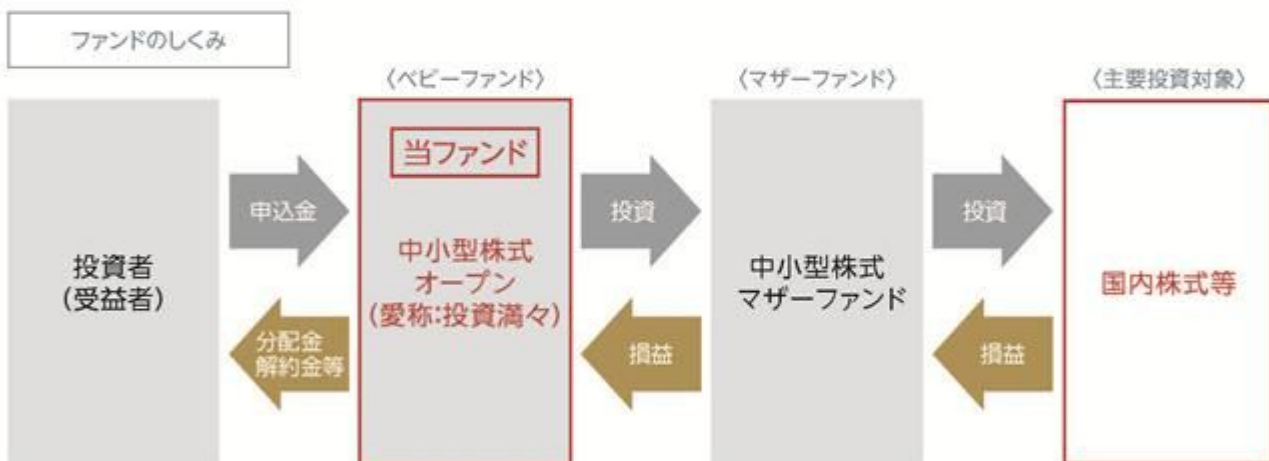 ファンドのしくみ
〈ベビーファンド〉
〈マザーファンド〉
〈主要投資対象〉
投資者
(受益者)
申込金
分配金
解約金等
当ファンド
中小型株式
オープン
(愛称:投資満々)
投資
損益
中小型株式
マザーファンド
投資
損益
国内株式等